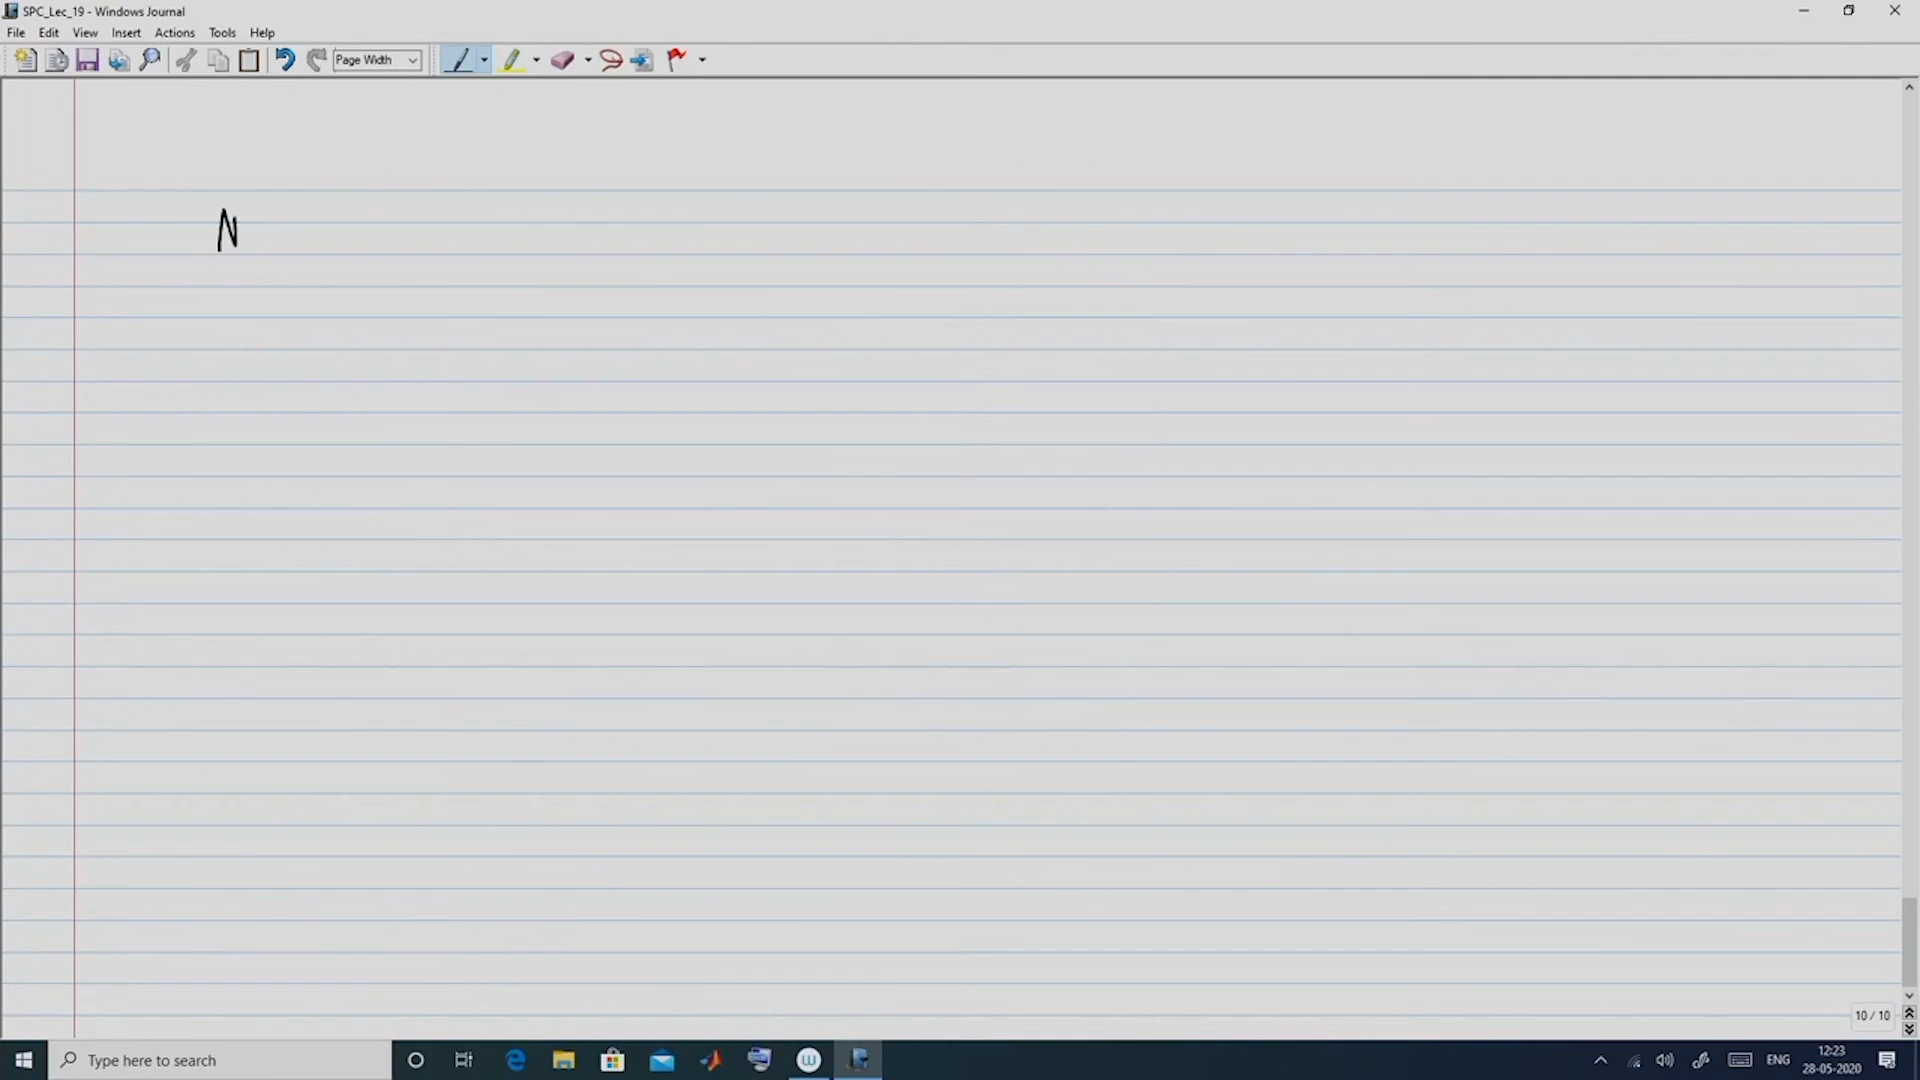 SPC_Lec_19 - Windows Journal
File Edit View Insert Actions Tools Help
Page Width
N
10 / 10
Type here to search
ENG
12:23
28-05-2020